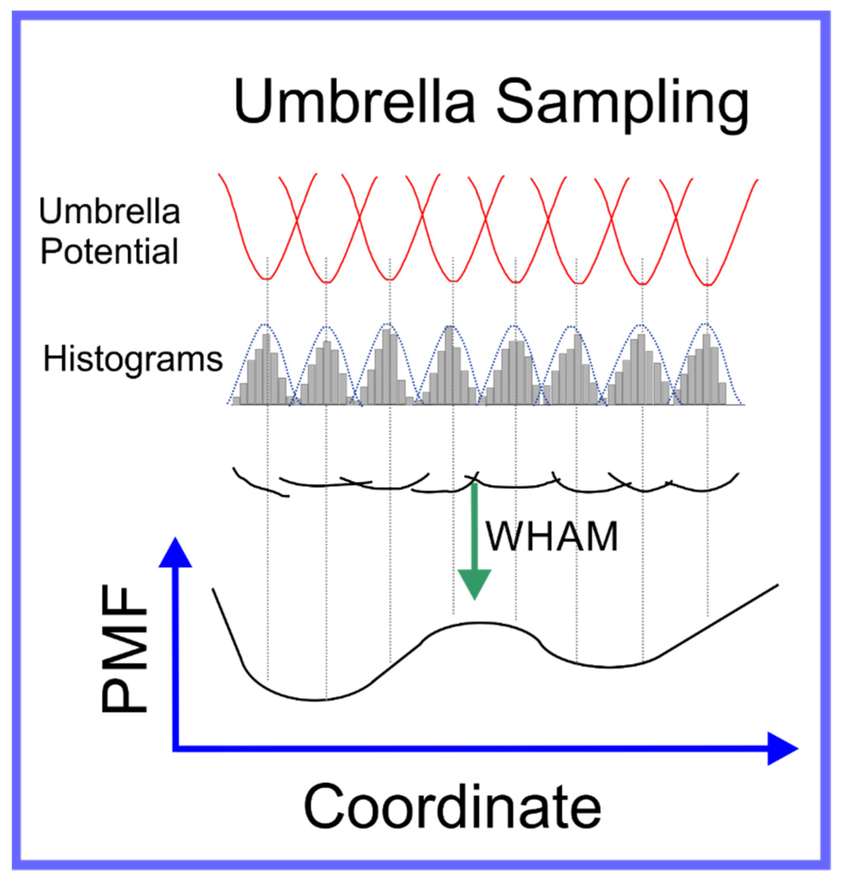 Umbrella Sampling
Umbrella
Potential
Histograms
WHAM
PMF
Coordinate